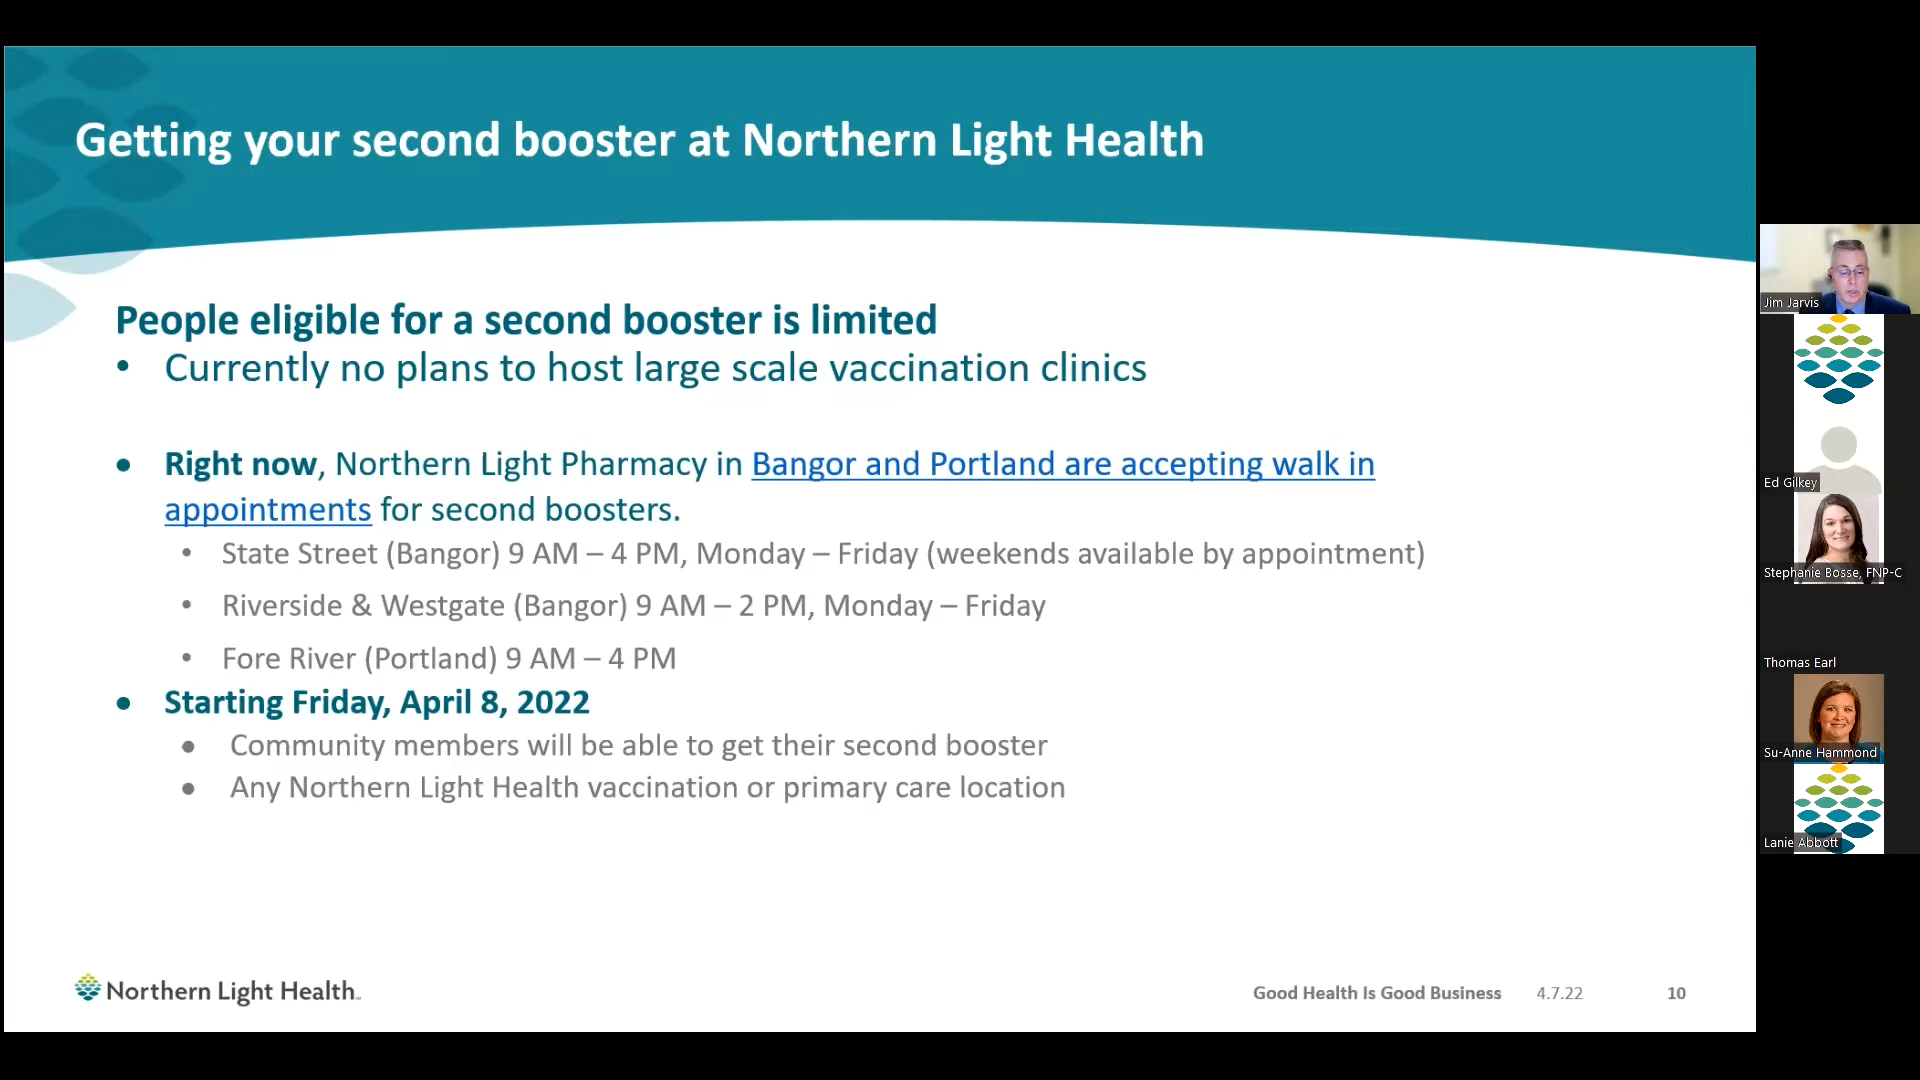 Getting your second booster at Northern Light Health
People eligible for a second booster is limited
• Currently no plans to host large scale vaccination clinics
• Right now, Northern Light Pharmacy in Bangor and Portland are accepting walk in
appointments for second boosters.
• State Street (Bangor) 9 AM – 4 PM, Monday – Friday (weekends available by appointment)
• Riverside & Westgate (Bangor) 9 AM – 2 PM, Monday – Friday
• Fore River (Portland) 9 AM – 4 PM
• Starting Friday, April 8, 2022
• Community members will be able to get their second booster
• Any Northern Light Health vaccination or primary care location
Northern Light Health
Good Health Is Good Business 4.7.22 10
Jim Jarvis
Ed Gilkey
Stephanie Bosse, FNP-C
Thomas Earl
Su-Anne Hammond
Lanie Abbott